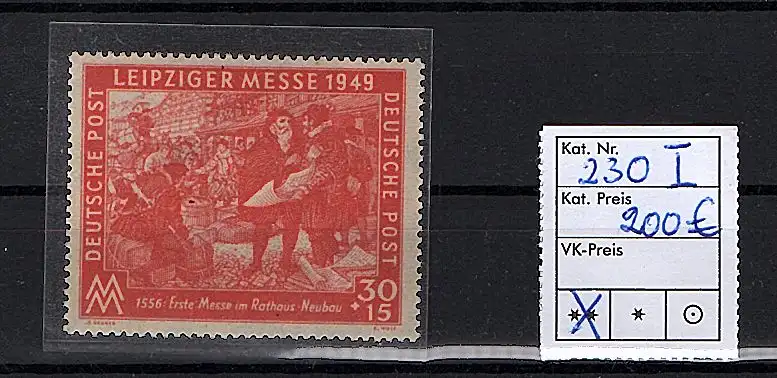 LEIPZIGER MESSE 1949
DEUTSCHE POST
DEUTSCHE POST
30
+15
1556: Erste Messe im Rathaus-Neubau
E. WOLF
Kat. Nr.
230 I
Kat. Preis
200 €
VK-Preis